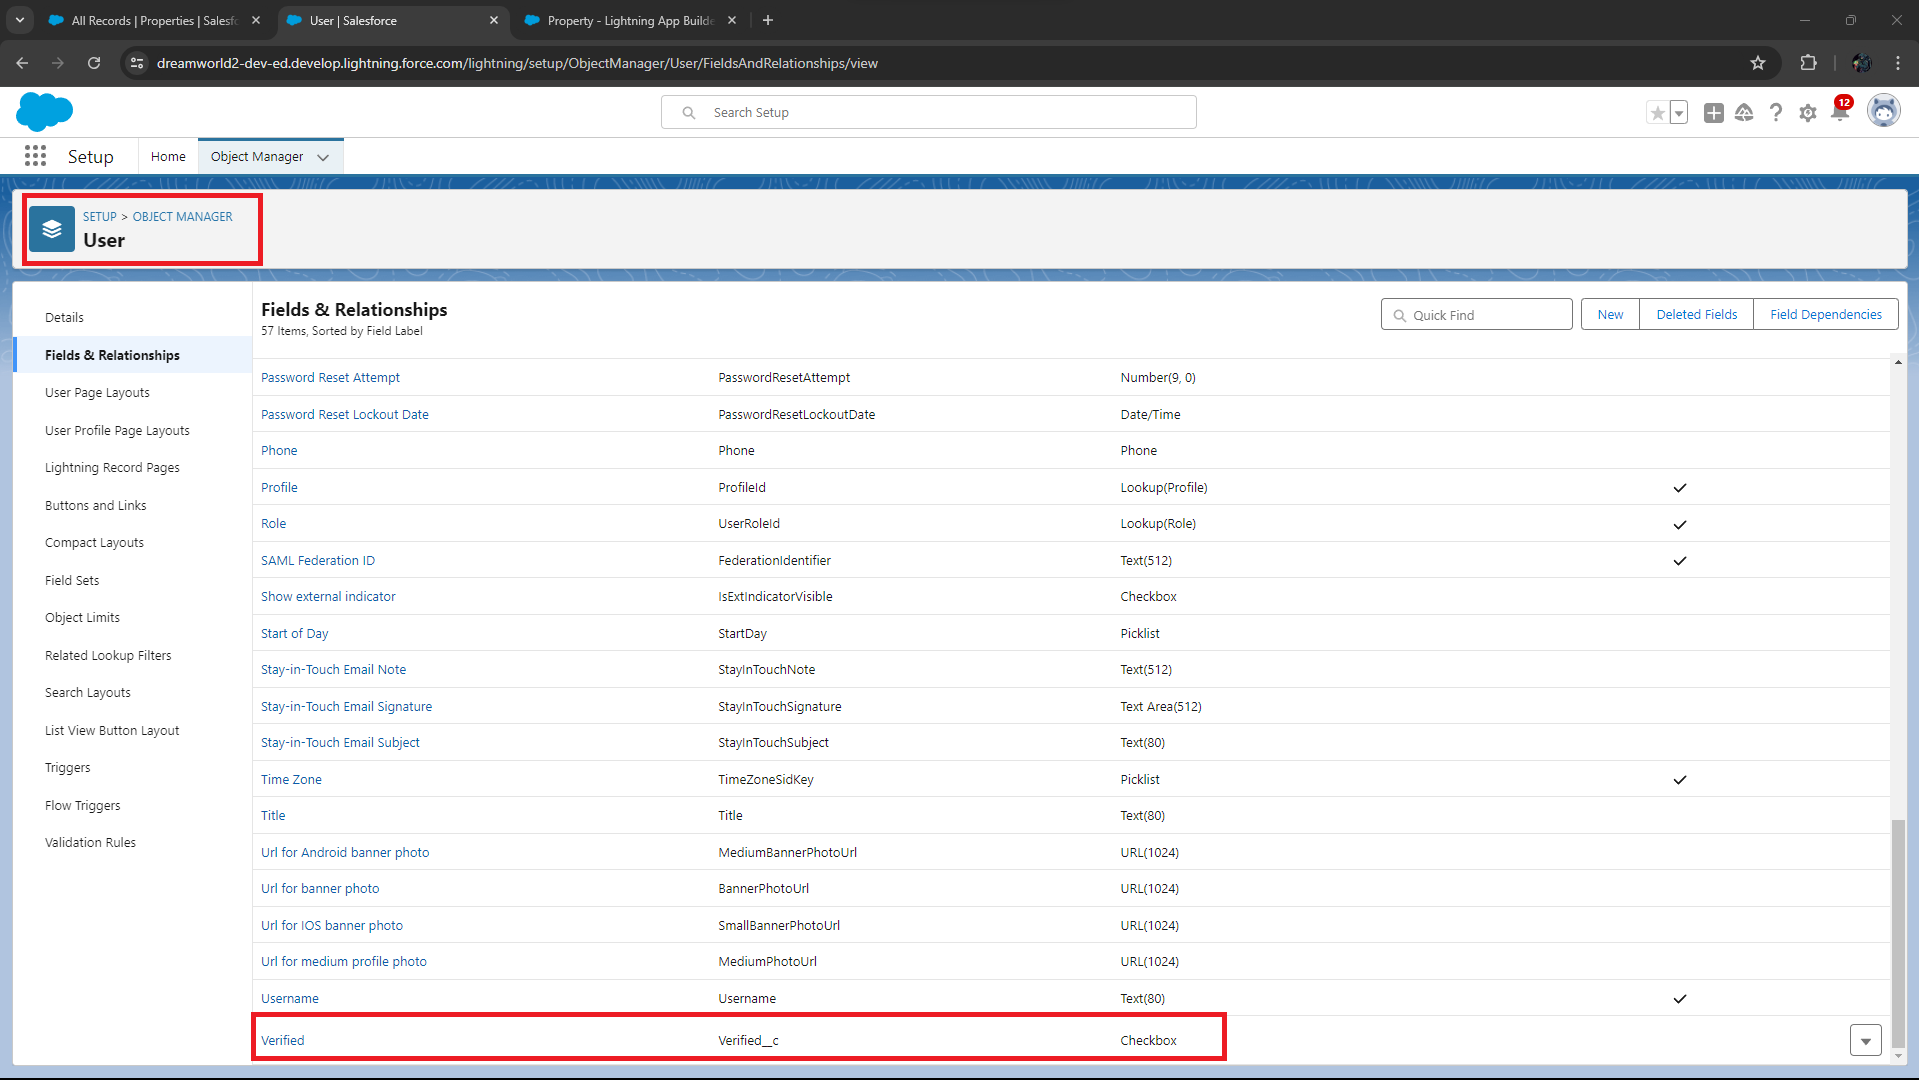 All Records | Properties | Salesfo
User | Salesforce
Property - Lightning App Builde
dreamworld2-dev-ed.develop.lightning.force.com/lightning/setup/ObjectManager/User/FieldsAndRelationships/view
Search Setup
12
Setup
Home
Object Manager
SETUP > OBJECT MANAGER
User
Details
Fields & Relationships
User Page Layouts
User Profile Page Layouts
Lightning Record Pages
Buttons and Links
Compact Layouts
Field Sets
Object Limits
Related Lookup Filters
Search Layouts
List View Button Layout
Triggers
Flow Triggers
Validation Rules
Fields & Relationships
57 Items, Sorted by Field Label
Quick Find
New
Deleted Fields
Field Dependencies
Password Reset Attempt PasswordResetAttempt Number(9, 0)
Password Reset Lockout Date PasswordResetLockoutDate Date/Time
Phone Phone Phone
Profile ProfileId Lookup(Profile)
Role UserRoleId Lookup(Role)
SAML Federation ID FederationIdentifier Text(512)
Show external indicator IsExtIndicatorVisible Checkbox
Start of Day StartDay Picklist
Stay-in-Touch Email Note StayInTouchNote Text(512)
Stay-in-Touch Email Signature StayInTouchSignature Text Area(512)
Stay-in-Touch Email Subject StayInTouchSubject Text(80)
Time Zone TimeZoneSidKey Picklist
Title Title Text(80)
Url for Android banner photo MediumBannerPhotoUrl URL(1024)
Url for banner photo BannerPhotoUrl URL(1024)
Url for IOS banner photo SmallBannerPhotoUrl URL(1024)
Url for medium profile photo MediumPhotoUrl URL(1024)
Username Username Text(80)
Verified Verified__c Checkbox